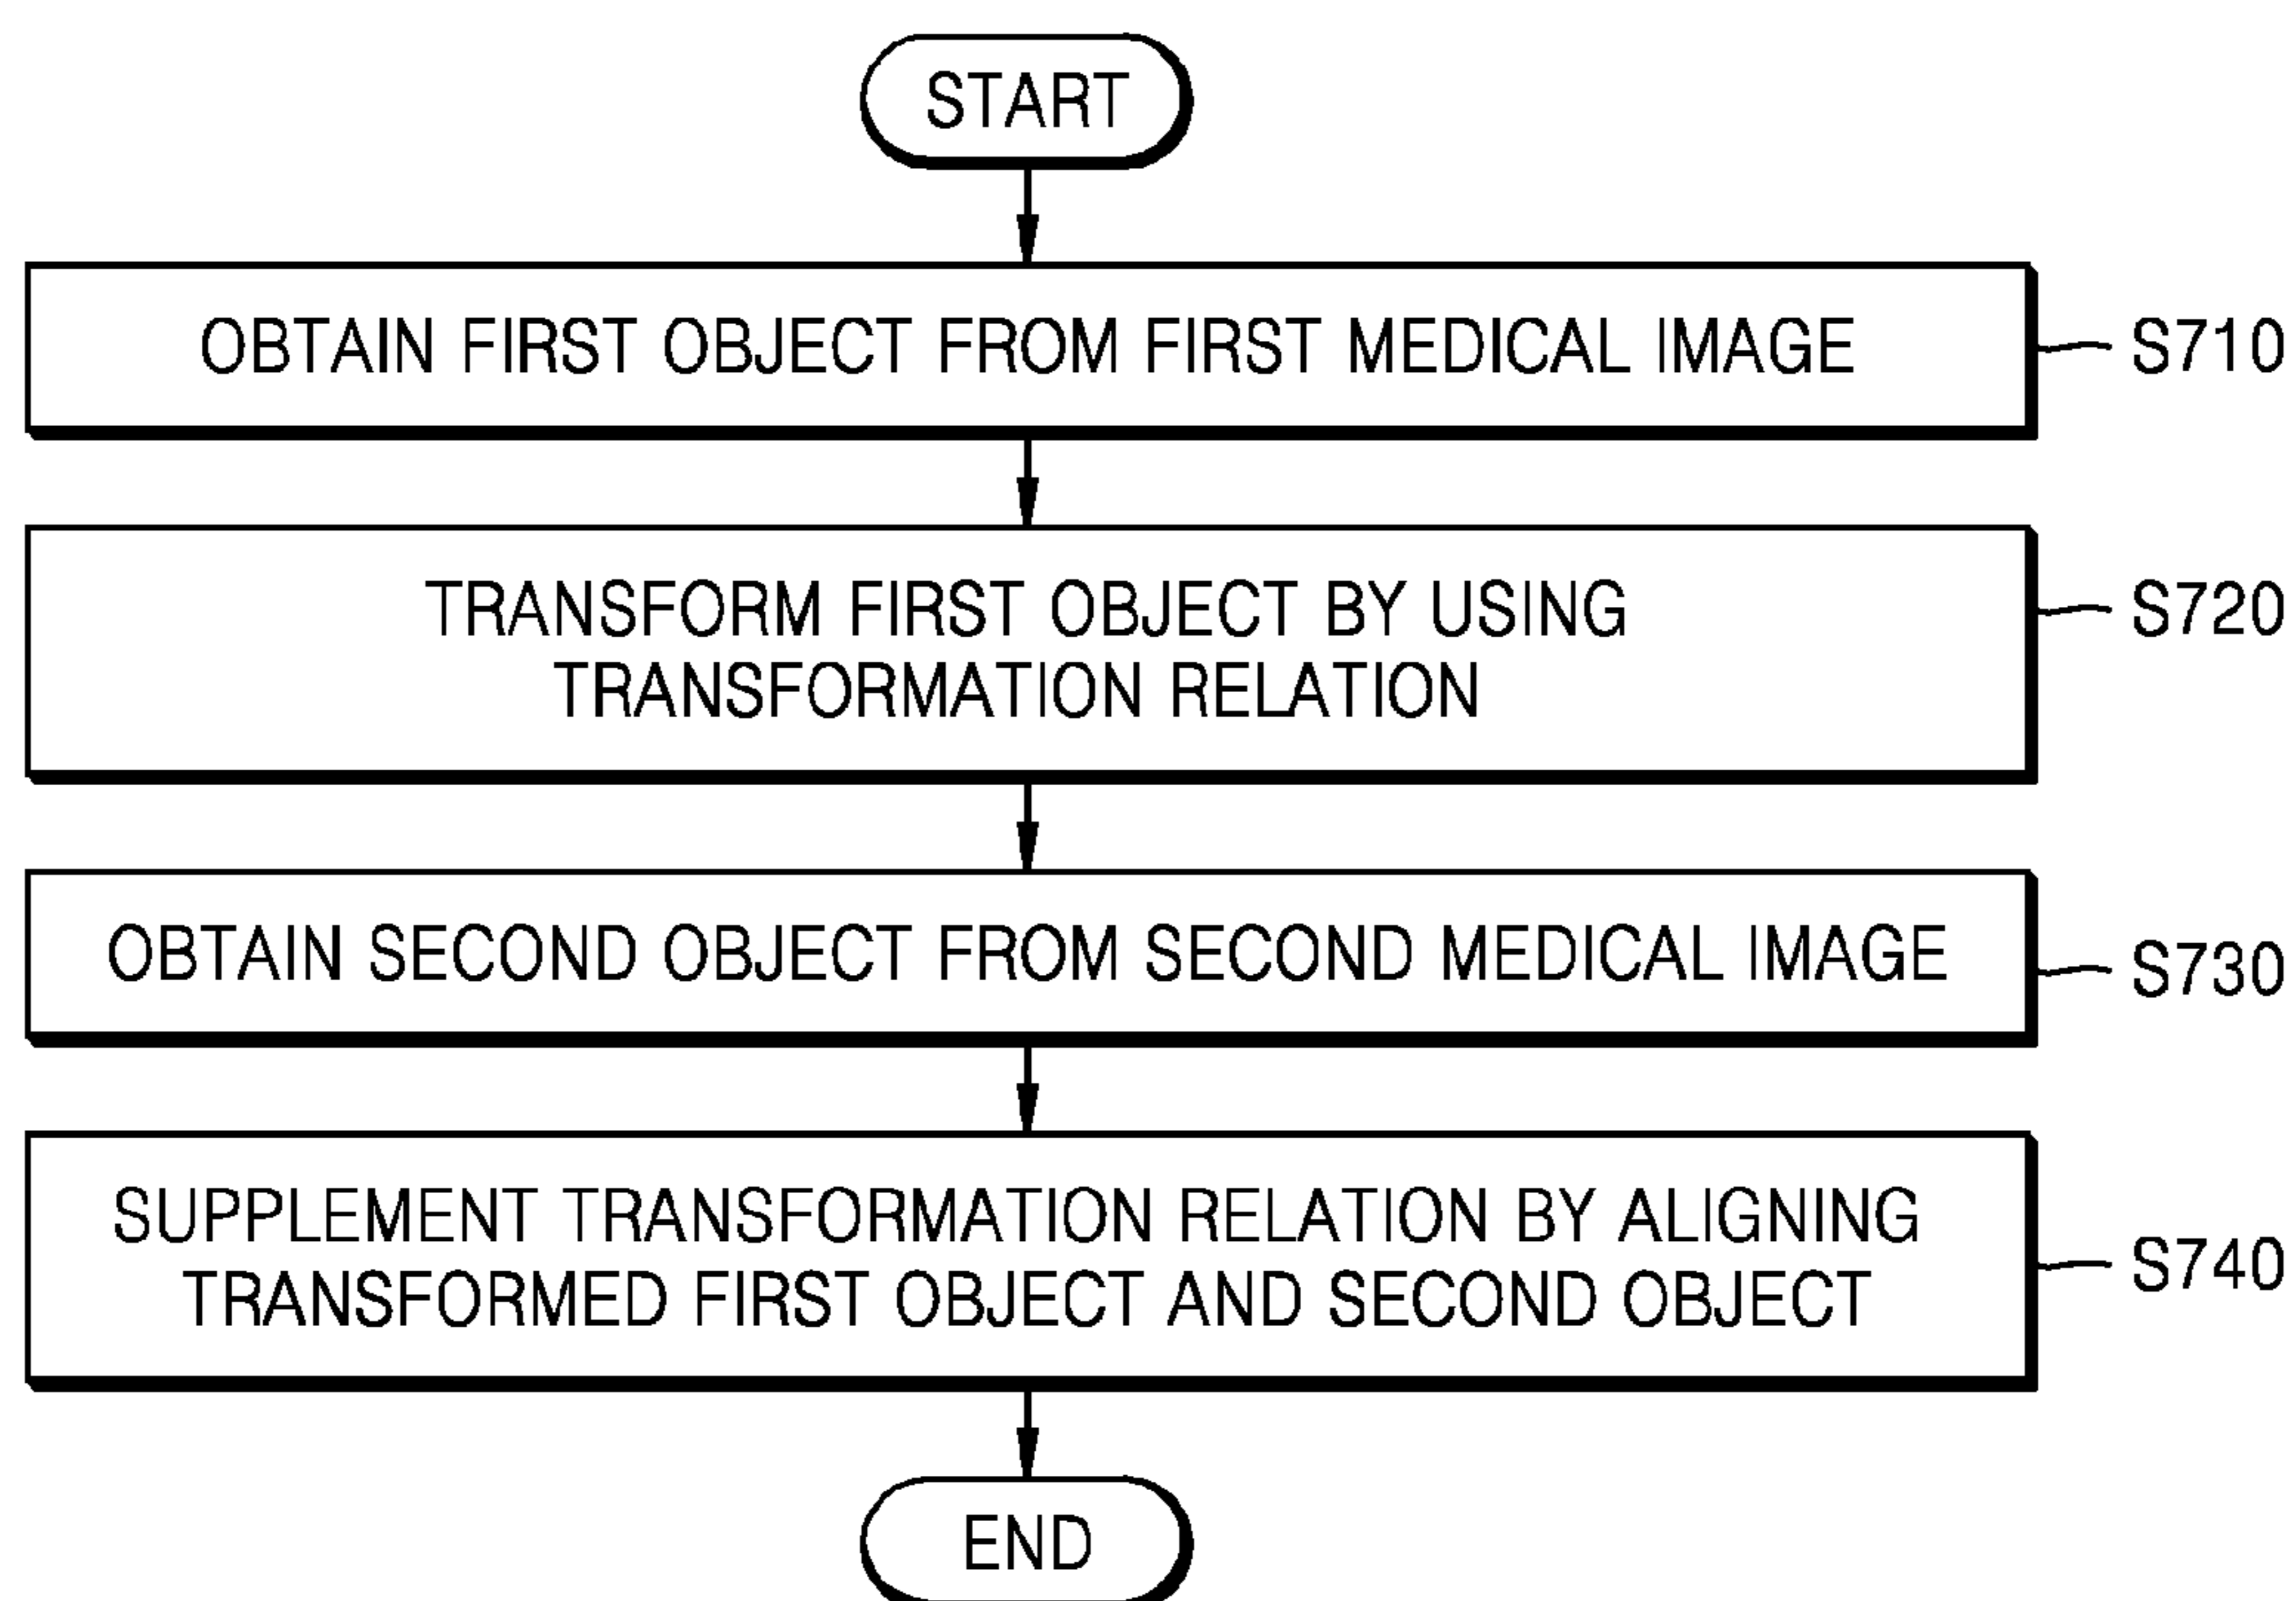 START
OBTAIN FIRST OBJECT FROM FIRST MEDICAL IMAGE
S710
TRANSFORM FIRST OBJECT BY USING
TRANSFORMATION RELATION
S720
OBTAIN SECOND OBJECT FROM SECOND MEDICAL IMAGE
S730
SUPPLEMENT TRANSFORMATION RELATION BY ALIGNING
TRANSFORMED FIRST OBJECT AND SECOND OBJECT
S740
END